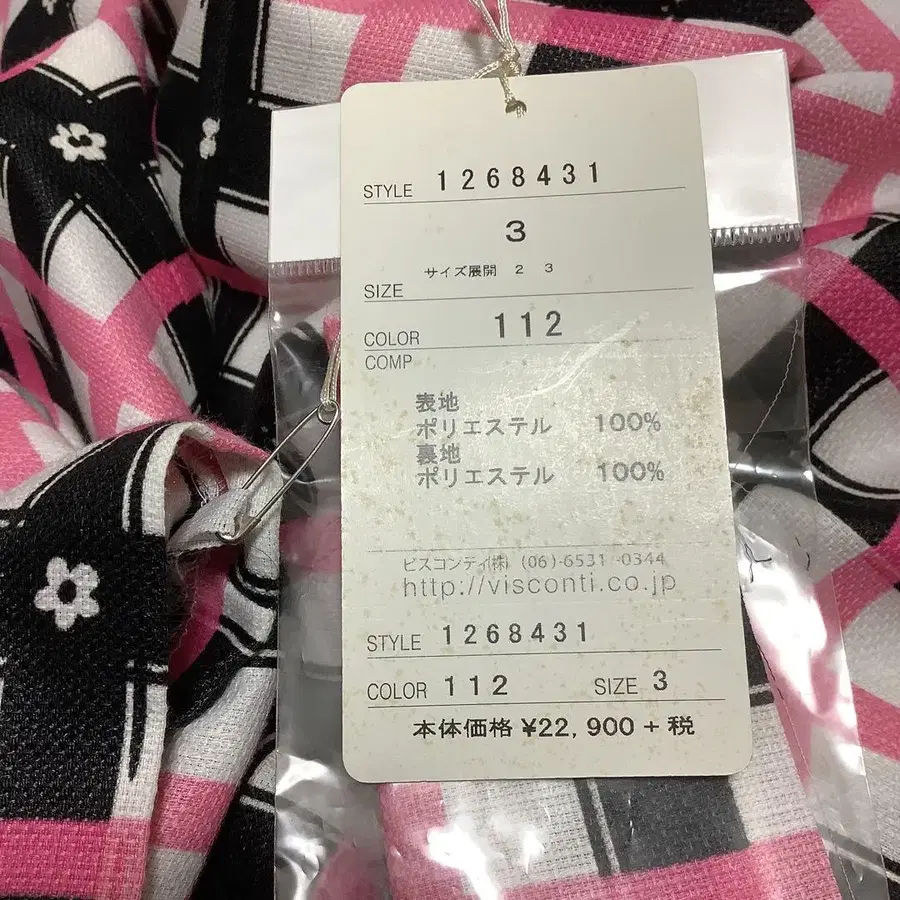 STYLE 1268431
3
サイズ展開 2 3
SIZE
COLOR 112
COMP
表地
ポリエステル 100%
裏地
ポリエステル 100%
ビスコンティ(株) (06)-6531-0344
http://visconti.co.jp
STYLE 1268431
COLOR 112 SIZE 3
本体価格 ¥22,900+税